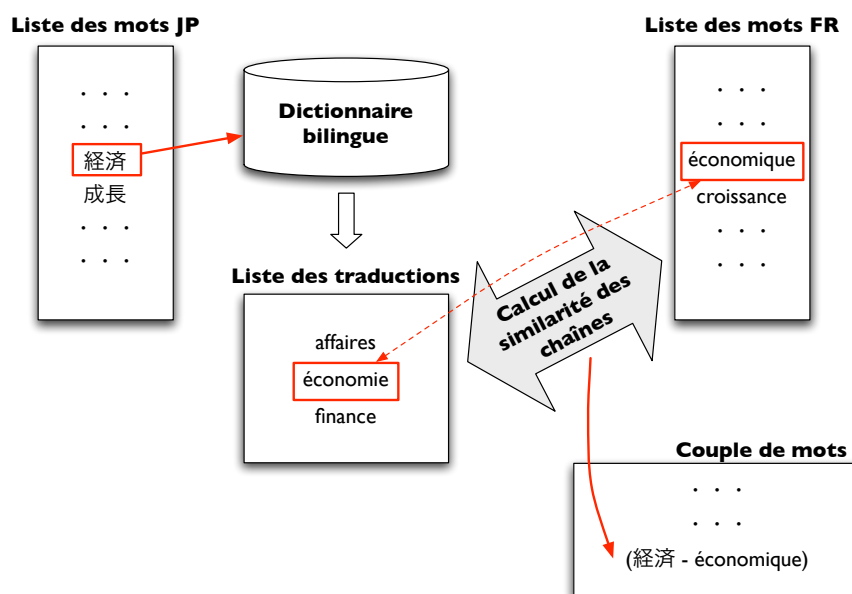 Liste des mots JP
. . .
. . .
経済
成長
. . .
. . .
Dictionnaire
bilingue
Liste des mots FR
. . .
. . .
économique
croissance
. . .
. . .
Liste des traductions
affaires
économie
finance
Calcul de la
similarité des
chaînes
Couple de mots
. . .
. . .
(経済 - économique)